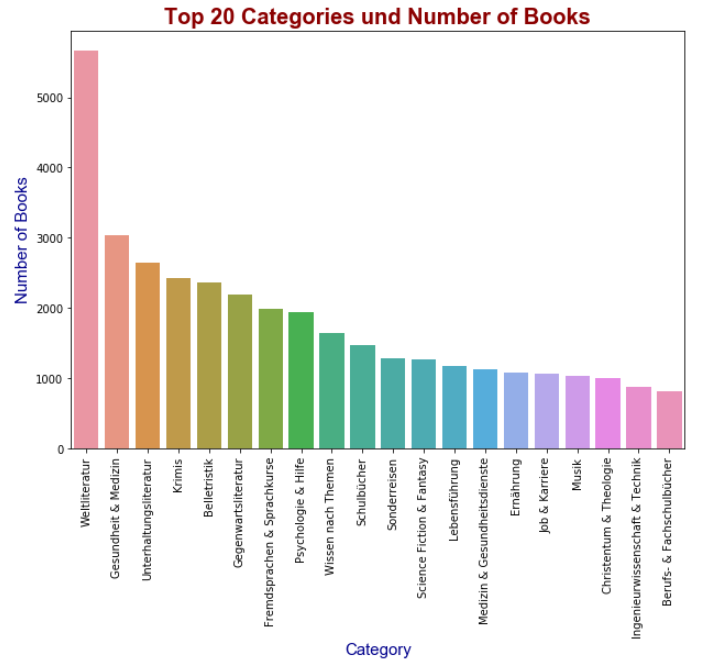 Top 20 Categories und Number of Books
Number of Books
5000
4000
3000
2000
1000
0
Weltliteratur
Gesundheit & Medizin
Unterhaltungsliteratur
Krimis
Belletristik
Gegenwartsliteratur
Fremdsprachen & Sprachkurse
Psychologie & Hilfe
Wissen nach Themen
Schulbücher
Sonderreisen
Science Fiction & Fantasy
Lebensführung
Medizin & Gesundheitsdienste
Ernährung
Job & Karriere
Musik
Christentum & Theologie
Ingenieurwissenschaft & Technik
Berufs- & Fachschulbücher
Category